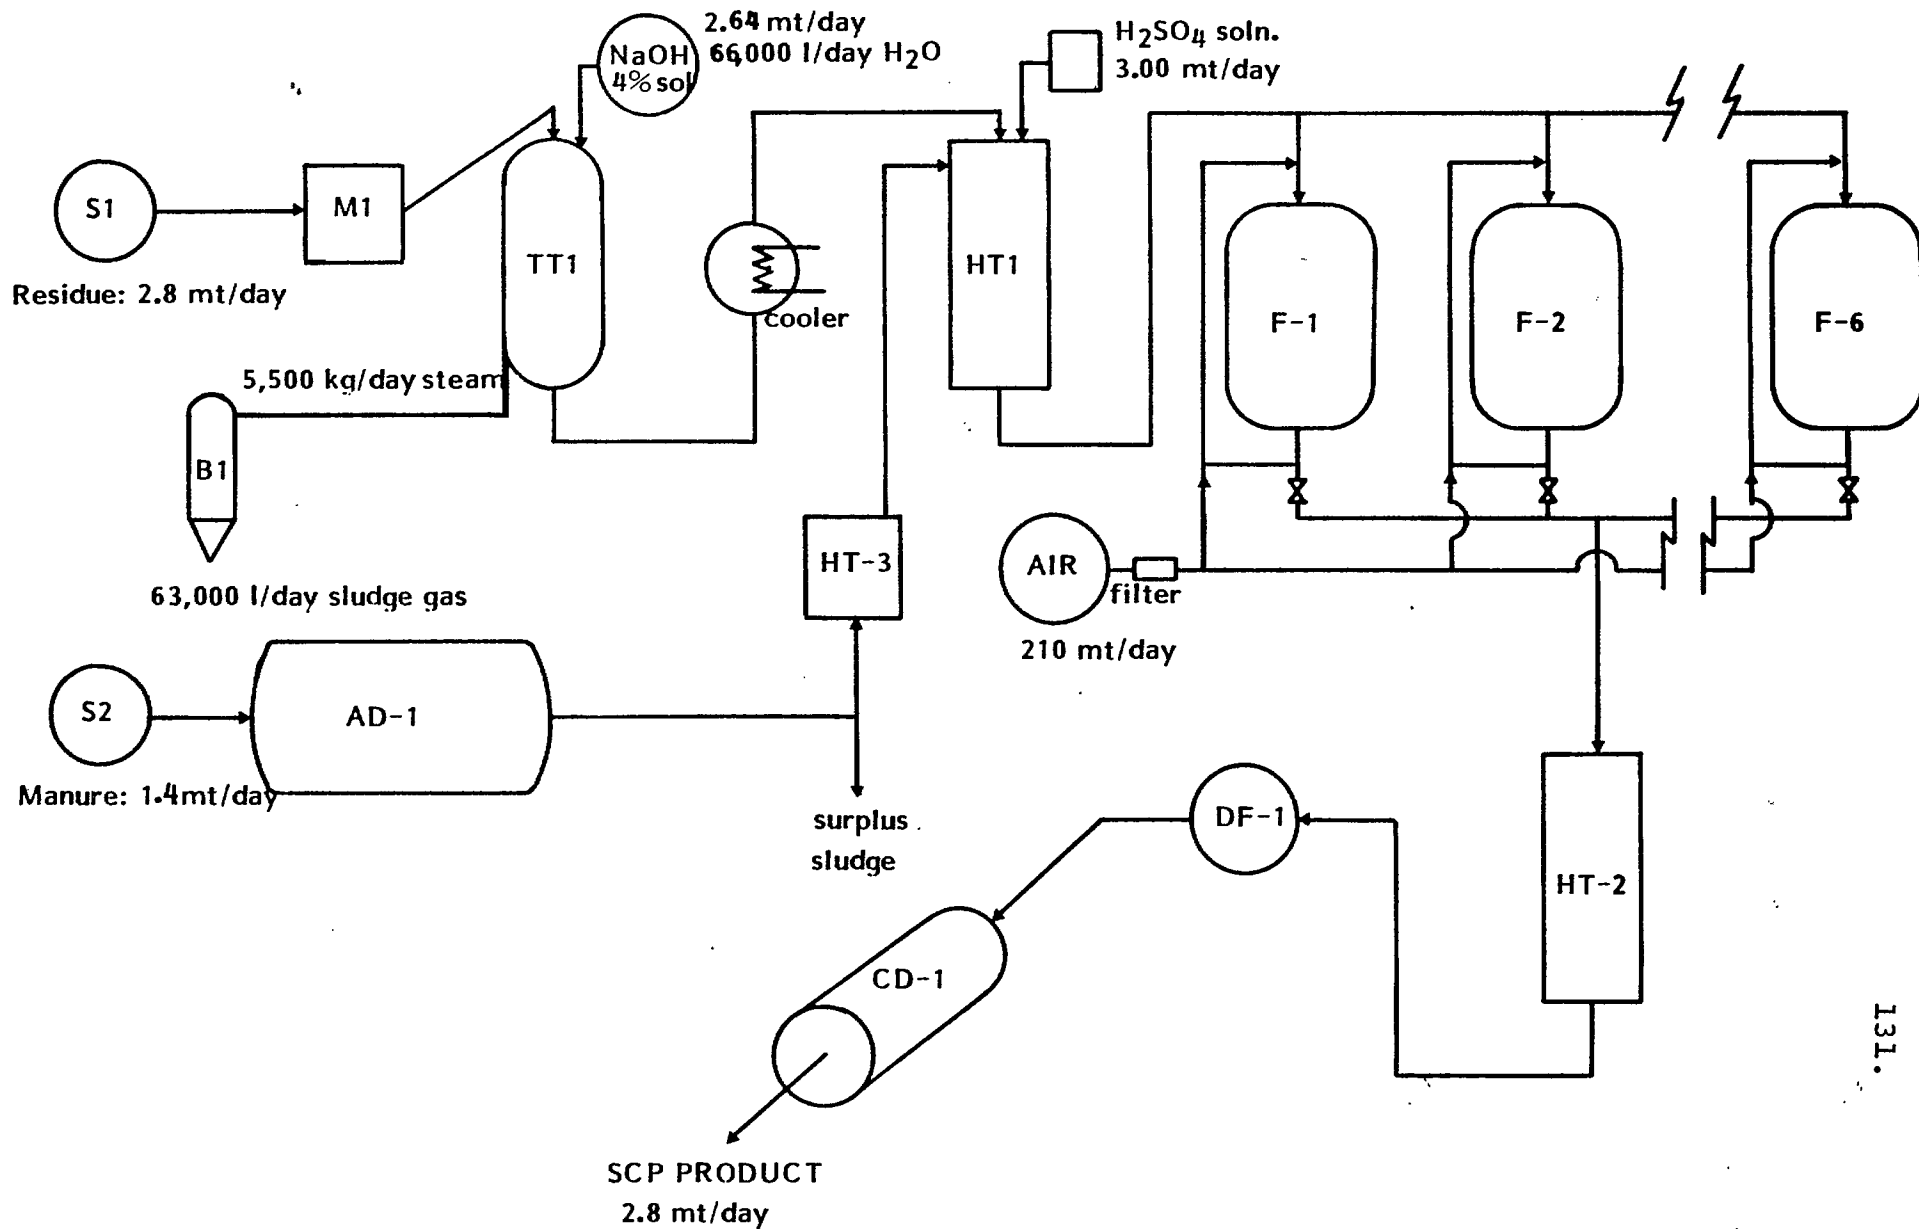 2.64 mt/day
66,000 l/day H₂O
NaOH
4% sol
H₂SO₄ soln.
3.00 mt/day
S1
M1
TT1
HT1
Residue: 2.8 mt/day
cooler
F-1
F-2
F-6
5,500 kg/day steam
B1
HT-3
AIR
filter
63,000 l/day sludge gas
210 mt/day
S2
AD-1
Manure: 1.4mt/day
surplus
sludge
DF-1
HT-2
CD-1
131.
SCP PRODUCT
2.8 mt/day